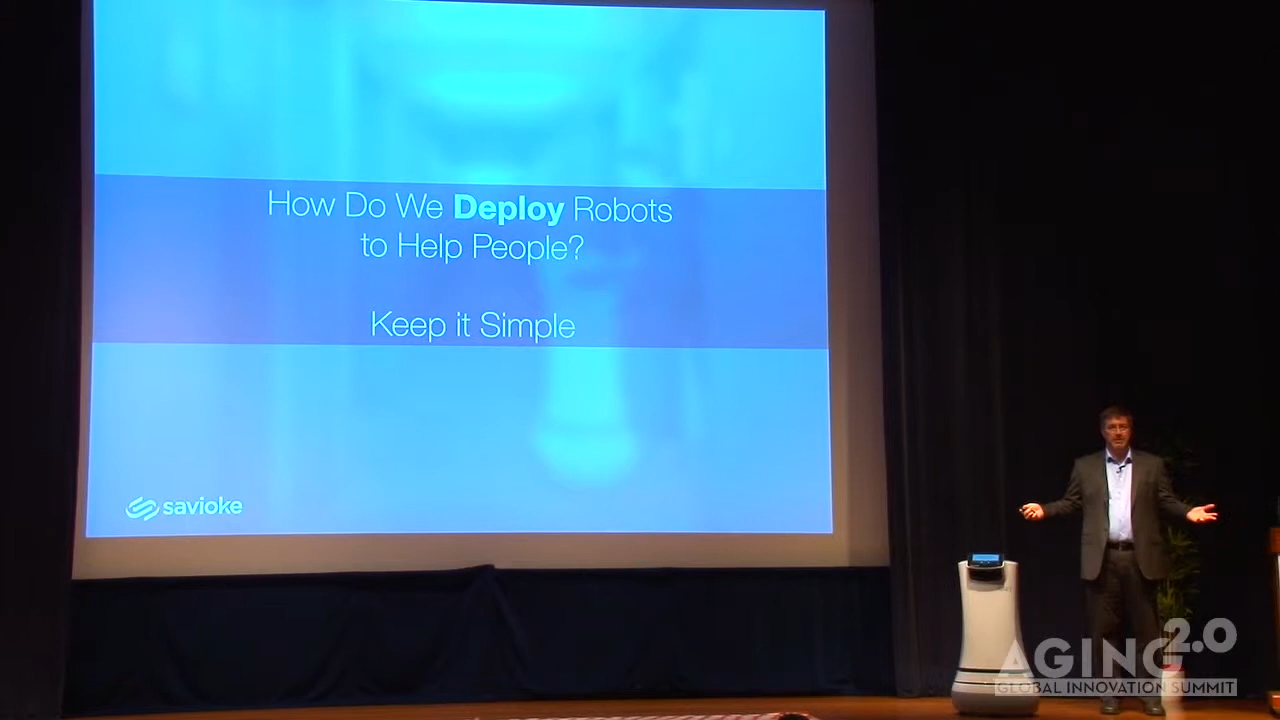 How Do We Deploy Robots
to Help People?
Keep it Simple
savioke
AGING2.0
GLOBAL INNOVATION SUMMIT